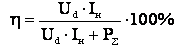 η = U_d · I_н / (U_d · I_н + P_Σ) · 100%